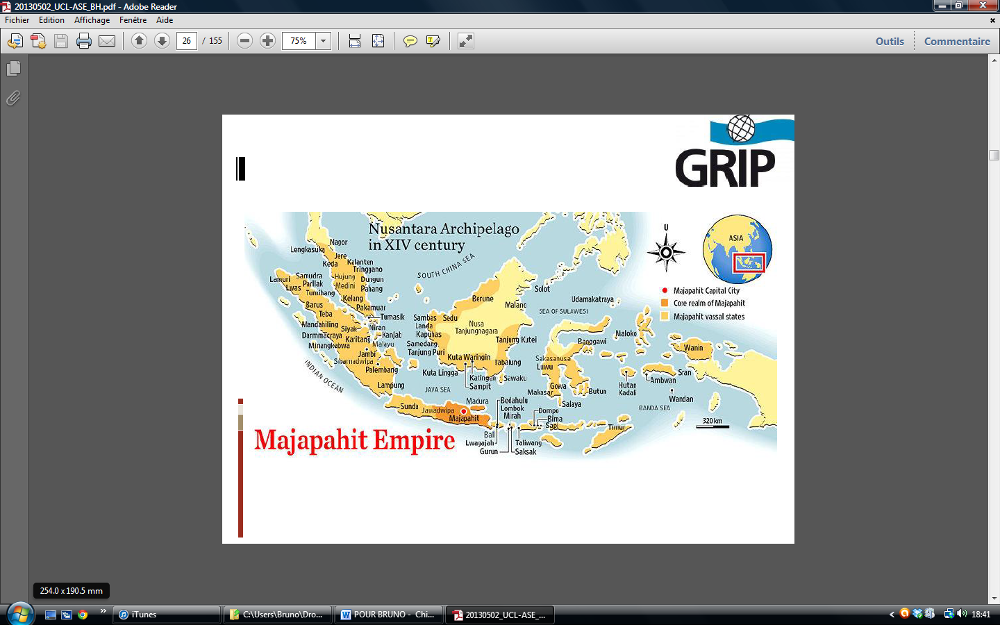 20130502_UCL-ASE_BH.pdf - Adobe Reader
Fichier Edition Affichage Fenêtre Aide
26 / 155 75% Outils Commentaire
GRIP
Nusantara Archipelago
in XIV century
U
ASIA
Majapahit Capital City
Core realm of Majapahit
Majapahit vassal states
SOUTH CHINA SEA
SEA OF SULAWESI
INDIAN OCEAN
JAVA SEA
BANDA SEA
320 km
Lengkasuka
Nagor
Jere
Keda
Kalanten
Tringgano
Hujung
Medini
Dungun
Pahang
Kelang
Pakamuar
Tumasik
Lamuri
Samudra
Lwas
Parllak
Tumihang
Barus
Teba
Mandahiling
Darmmacraya
Minangkabwa
Siyak
Niran
Kanjab
Karitang
Malayu
Jambi
Swarnadwipa
Palembang
Lampung
Berune
Malano
Solot
Udamakatraya
Sambas
Sedu
Landa
Kapuhas
Nusa
Tanjungnagara
Samedang
Tanjung Puri
Tanjung Kutei
Kuta Waringin
Kuta Lingga
Katingan
Sampit
Tabalung
Sawaku
Banggawi
Maloko
Wanin
Sakasanusa
Luwu
Gowa
Makasar
Butun
Salaya
Hutan
Kadali
Ambwan
Sran
Wandan
Sunda
Jawadwipa
Madura
Majapahit
Bedahulu
Lombok
Mirah
Dompo
Bima
Sapi
Timur
Bali
Lwagajah
Gurun
Taliwang
Saksak
Majapahit Empire
254.0 x 190.5 mm
iTunes
C:\Users\Bruno\Dro...
POUR BRUNO - Chi...
20130502_UCL-ASE_...
18:41